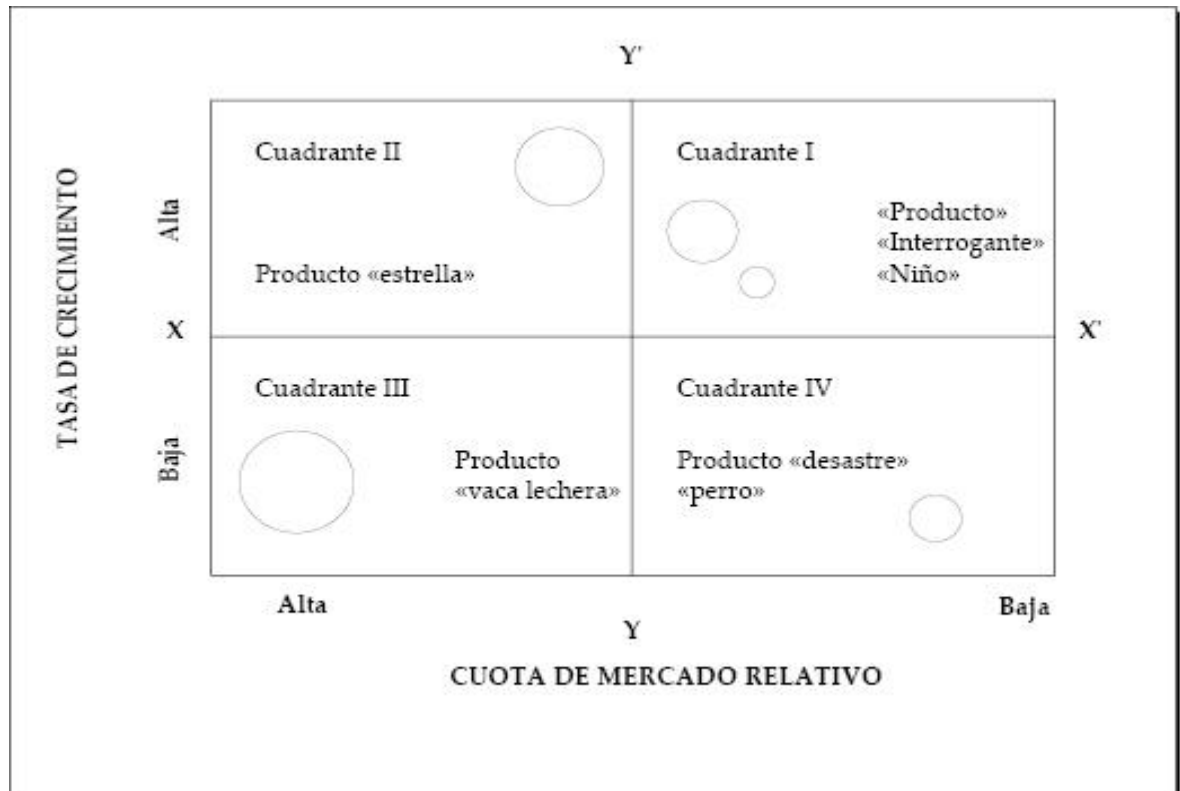 Y'
Cuadrante II
Cuadrante I
TASA DE CRECIMIENTO
Alta
«Producto»
«Interrogante»
«Niño»
Producto «estrella»
X
X'
Cuadrante III
Cuadrante IV
Baja
Producto
«vaca lechera»
Producto «desastre»
«perro»
Alta
Baja
Y
CUOTA DE MERCADO RELATIVO